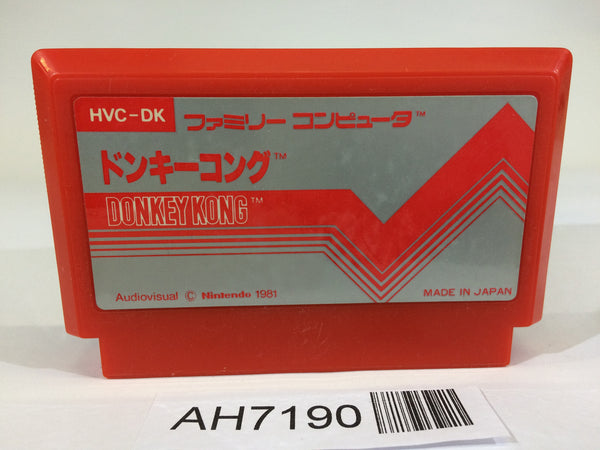 HVC-DK ファミリー コンピュータ™
ドンキーコング™
DONKEY KONG™
Audiovisual © Nintendo 1981
MADE IN JAPAN
AH7190